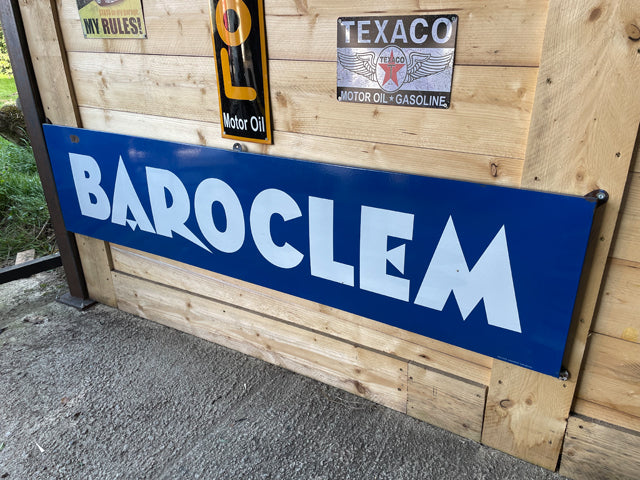 MY RULES!
Motor Oil
TEXACO
TEXACO
MOTOR OIL ★ GASOLINE
BAROCLEM